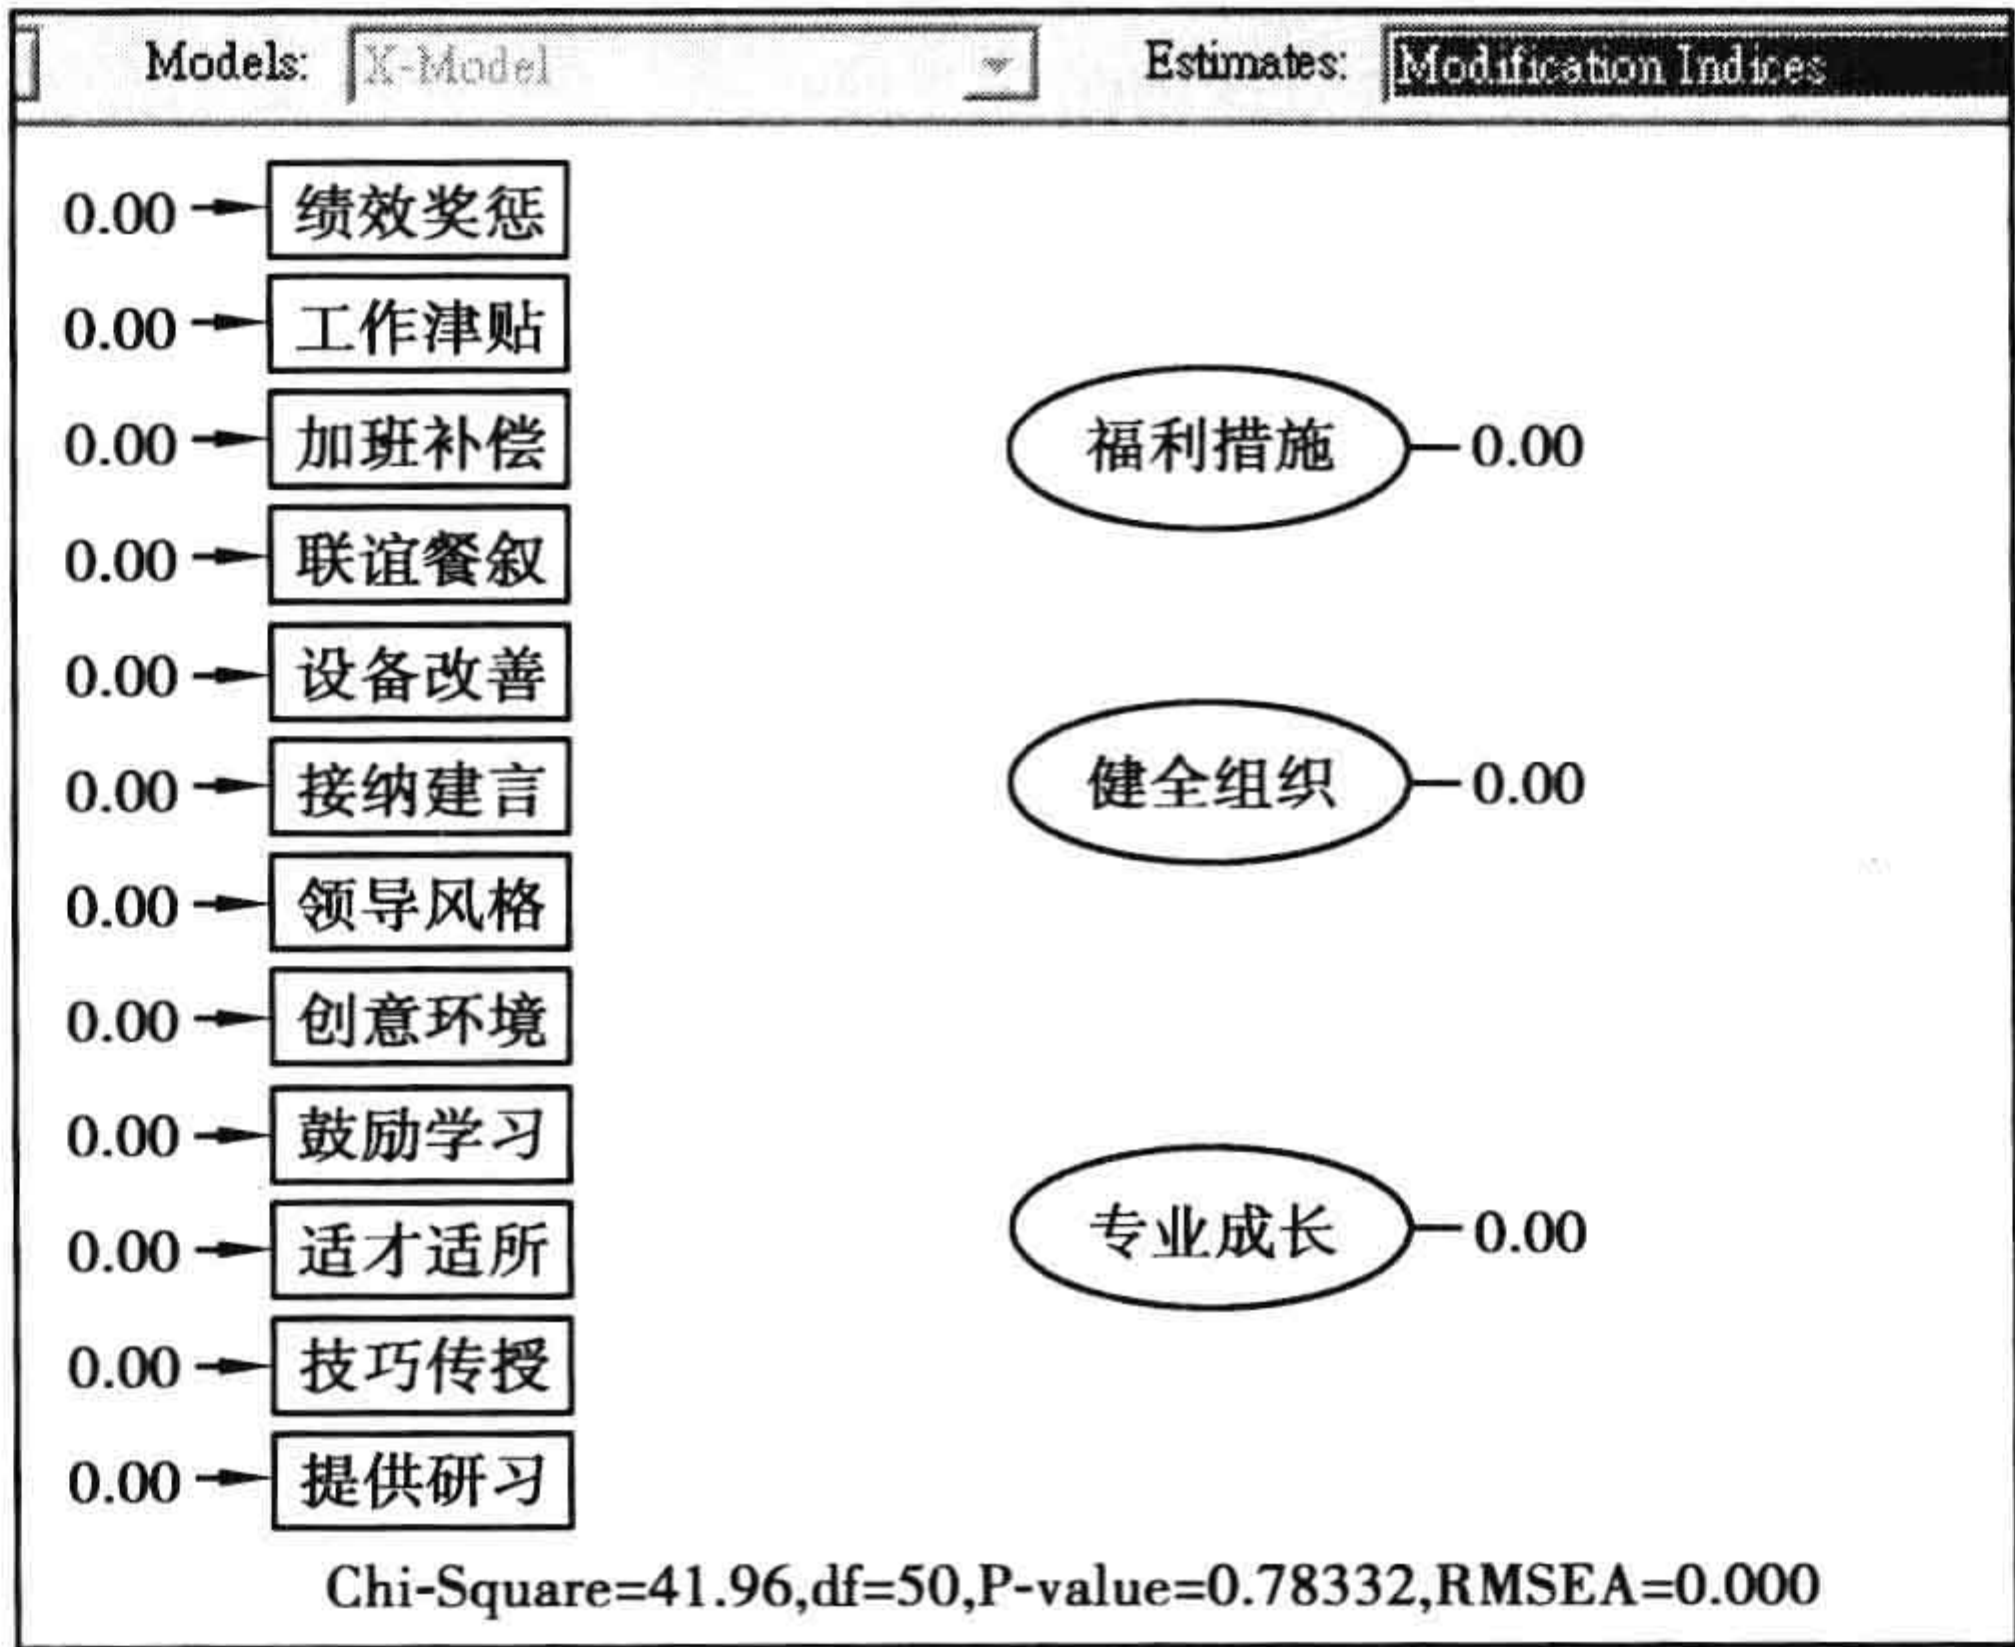 Models: X-Model Estimates: Modification Indices
0.00 绩效奖惩
0.00 工作津贴
0.00 加班补偿
福利措施 0.00
0.00 联谊餐叙
0.00 设备改善
0.00 接纳建言
健全组织 0.00
0.00 领导风格
0.00 创意环境
0.00 鼓励学习
0.00 适才适所
专业成长 0.00
0.00 技巧传授
0.00 提供研习
Chi-Square=41.96,df=50,P-value=0.78332,RMSEA=0.000